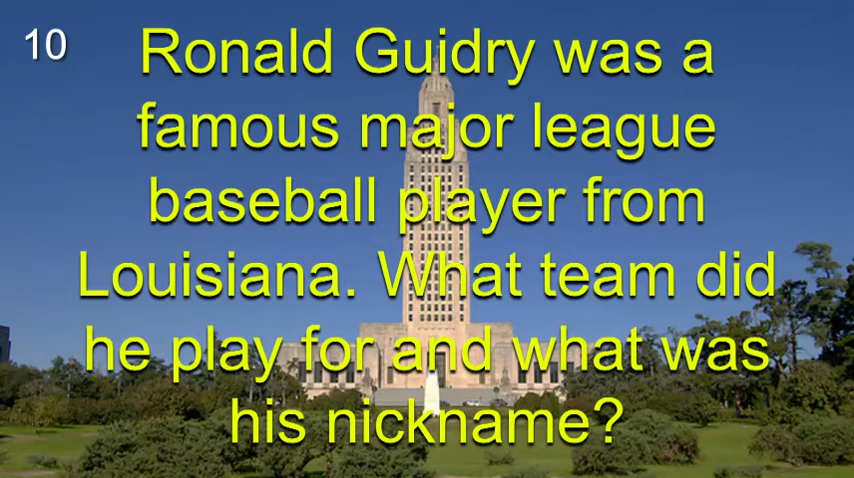 10
Ronald Guidry was a
famous major league
baseball player from
Louisiana. What team did
he play for and what was
his nickname?